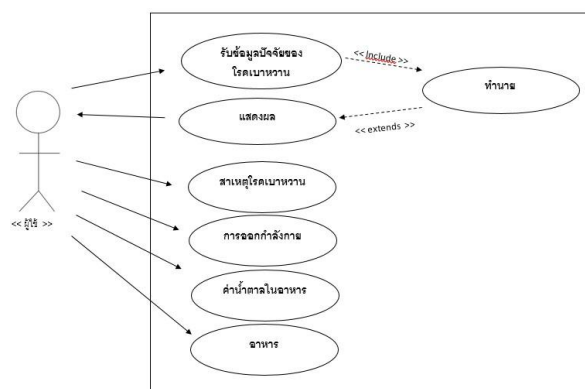 รับข้อมูลปัจจัยของ
โรคเบาหวาน
<< Include >>
ทำนาย
แสดงผล
<< extends >>
สาเหตุโรคเบาหวาน
<< ผู้ใช้ >>
การออกกำลังกาย
ค่าน้ำตาลในอาหาร
อาหาร